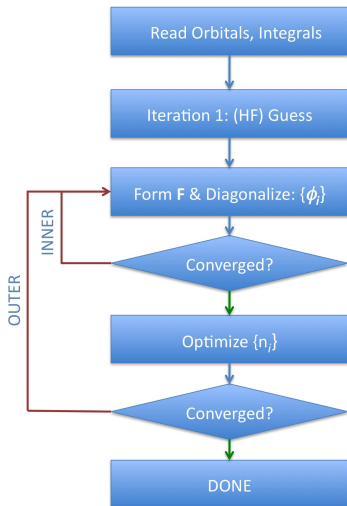 Read Orbitals, Integrals
Iteration 1: (HF) Guess
Form F & Diagonalize: {ϕᵢ}
INNER
Converged?
OUTER
Optimize {nᵢ}
Converged?
DONE